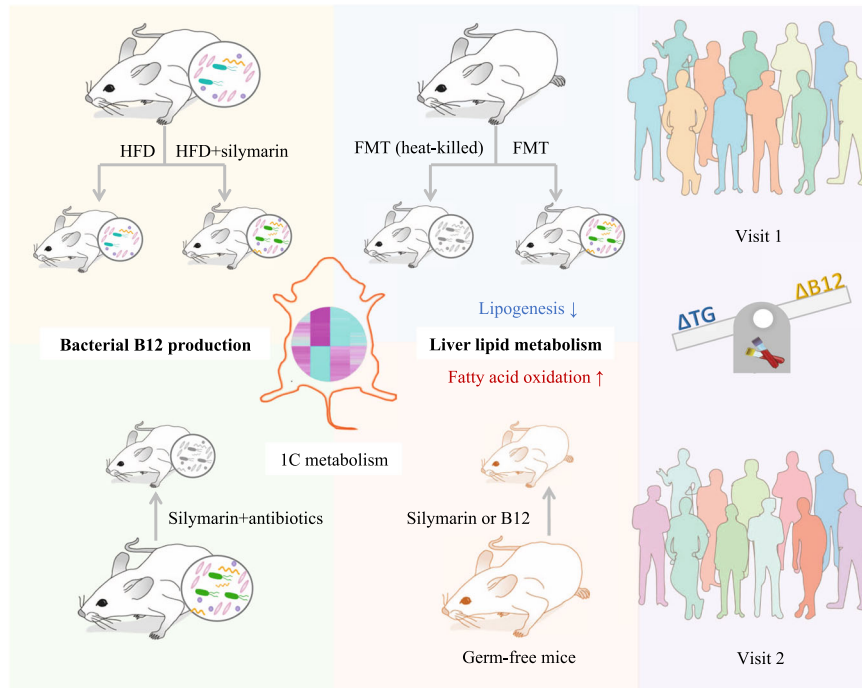 HFD
HFD+silymarin
FMT (heat-killed)
FMT
Visit 1
Lipogenesis ↓
ΔTG
ΔB12
Bacterial B12 production
Liver lipid metabolism
Fatty acid oxidation ↑
1C metabolism
Silymarin+antibiotics
Silymarin or B12
Germ-free mice
Visit 2